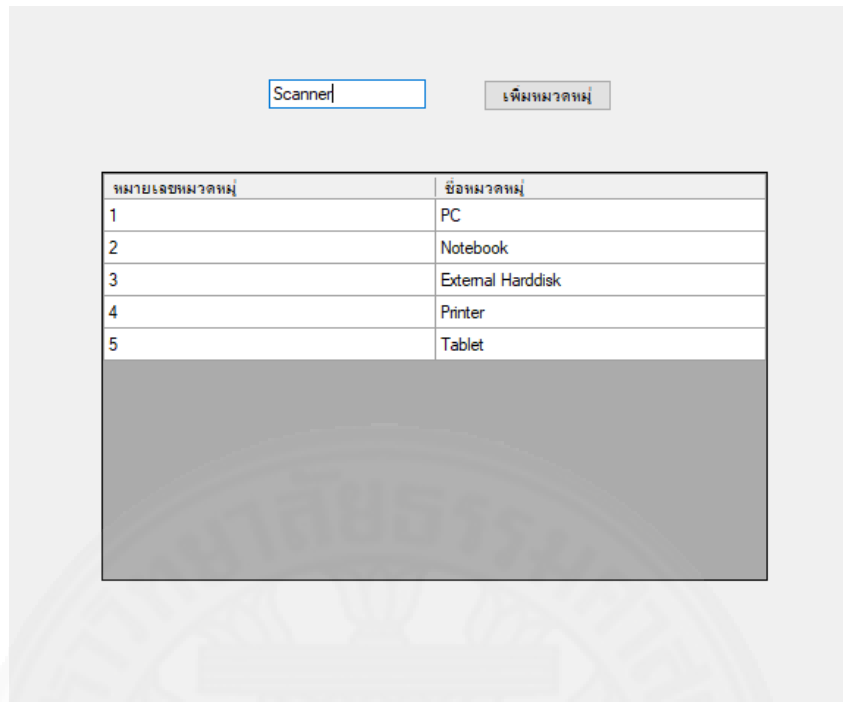 Scanner เพิ่มหมวดหมู่
หมายเลขหมวดหมู่ ชื่อหมวดหมู่
1 PC
2 Notebook
3 External Harddisk
4 Printer
5 Tablet